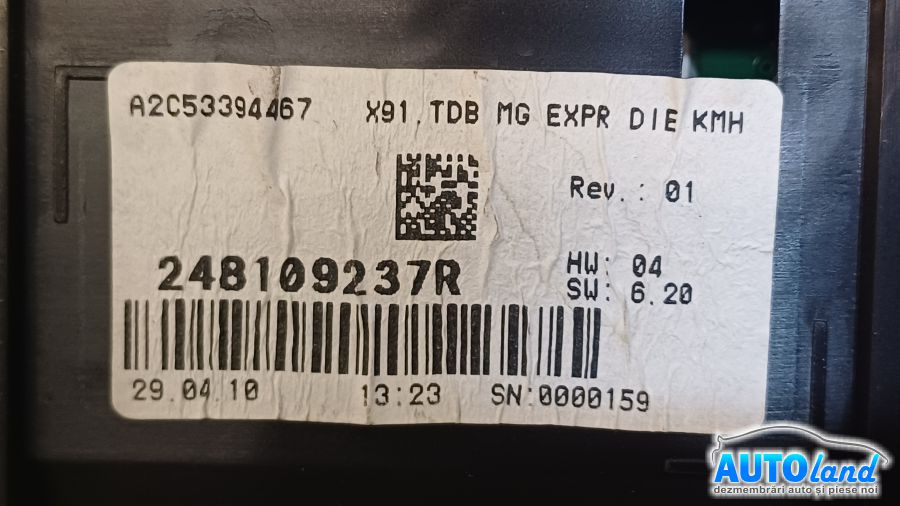 A2C53394467 X91.TDB MG EXPR DIE KMH
Rev.: 01
248109237R
HW: 04
SW: 6.20
29.04.10 13:23 SN:0000159
AUTOland
dezmembrări auto și piese noi